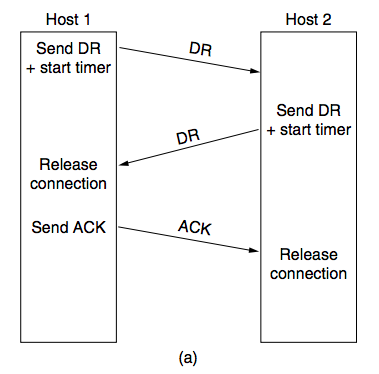 Host 1
Host 2
Send DR
+ start timer
DR
Send DR
+ start timer
DR
Release
connection
Send ACK
ACK
Release
connection
(a)